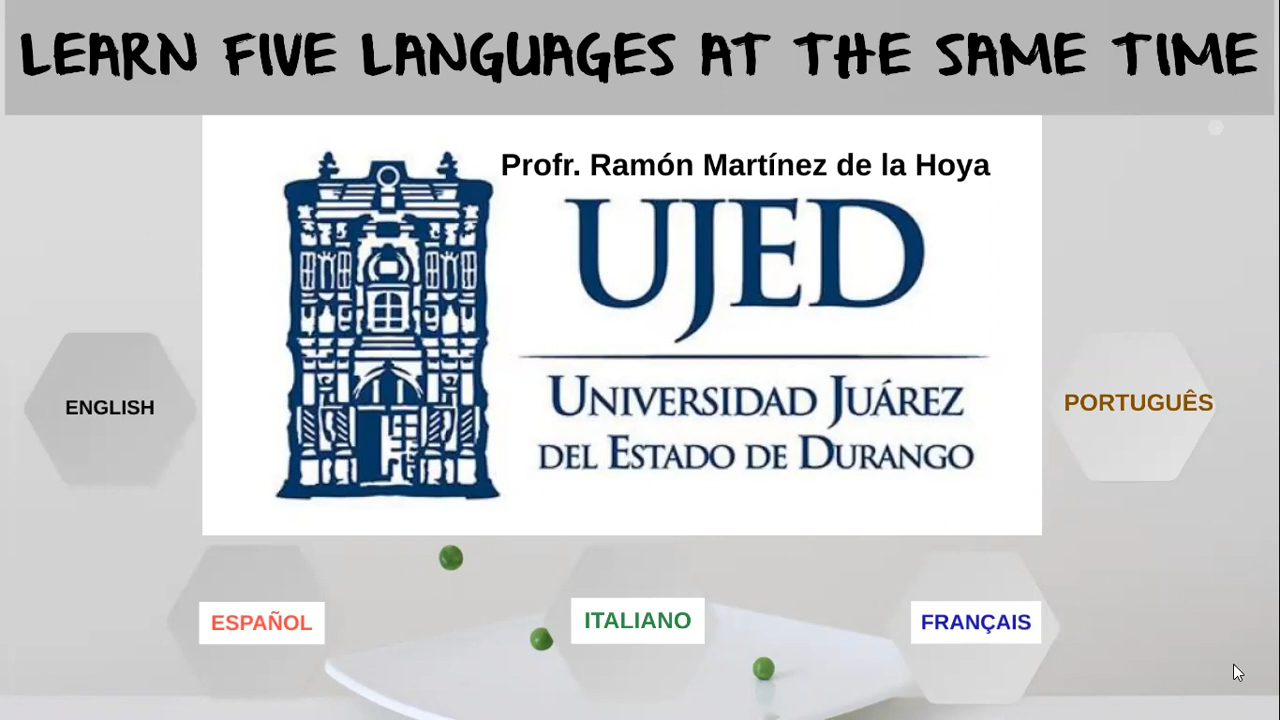 LEARN FIVE LANGUAGES AT THE SAME TIME
Profr. Ramón Martínez de la Hoya
UJED
UNIVERSIDAD JUÁREZ
DEL ESTADO DE DURANGO
ENGLISH
PORTUGUÊS
ESPAÑOL
ITALIANO
FRANÇAIS